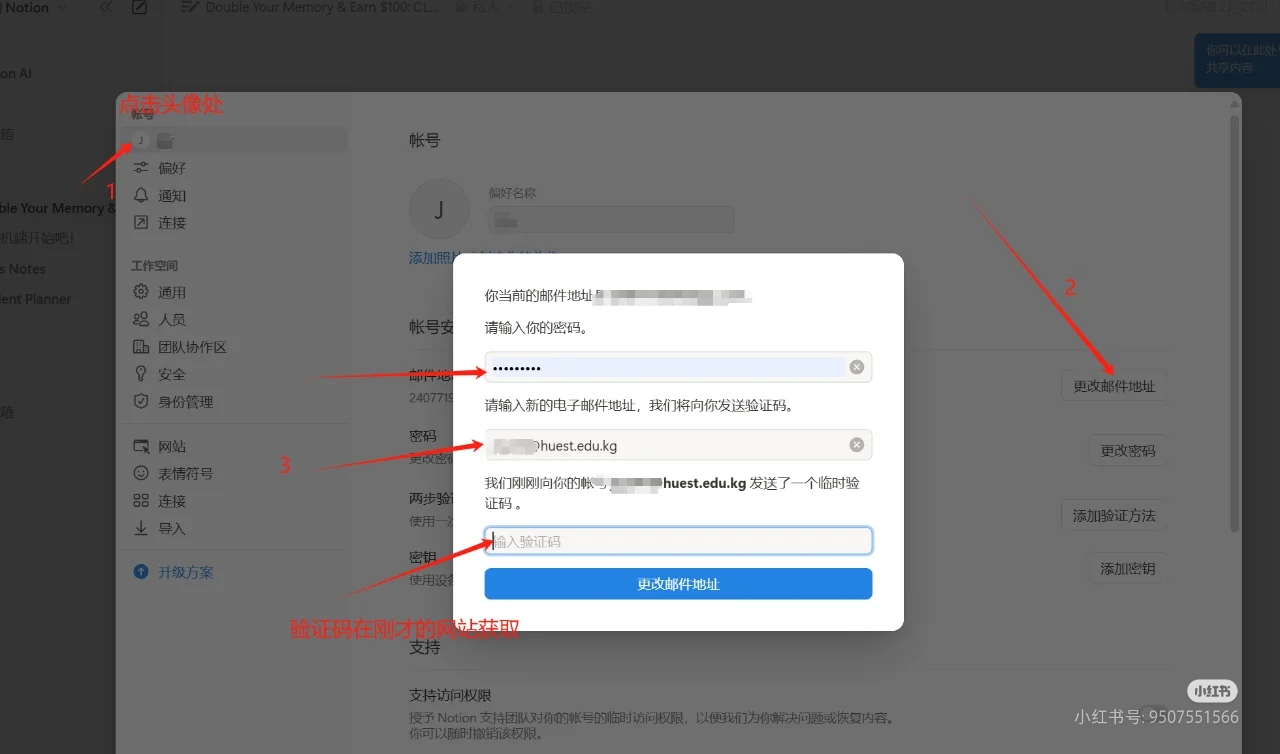 Notion
Double Your Memory & Earn $100: CL...
私人
已锁定
on AI
你可以在此处
共享内容
箱
ble Your Memory &
机端开始吧!
s Notes
ent Planner
箱
点击头像处
帐号
J
1
偏好
通知
连接
工作空间
通用
人员
团队协作区
安全
身份管理
网站
表情符号
连接
导入
升级方案
帐号
J
偏好名称
添加照片
帐号安
邮件地
2407719
更改邮件地址
2
密码
更改密
更改密码
两步验
使用一次
添加验证方法
密钥
使用设备
添加密钥
你当前的邮件地址
请输入你的密码。
•••••••••
请输入新的电子邮件地址，我们将向你发送验证码。
@huest.edu.kg
3
我们刚刚向你的帐号 huest.edu.kg 发送了一个临时验
证码 。
输入验证码
更改邮件地址
验证码在刚才的网站获取
支持
支持访问权限
授予 Notion 支持团队对你的帐号的临时访问权限，以便我们为你解决问题或恢复内容。
你可以随时撤销该权限。
小红书
小红书号: 9507551566